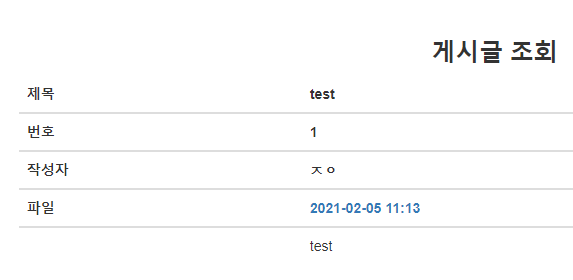 게시글 조회
제목 test
번호 1
작성자 ㅈㅇ
파일 2021-02-05 11:13
test